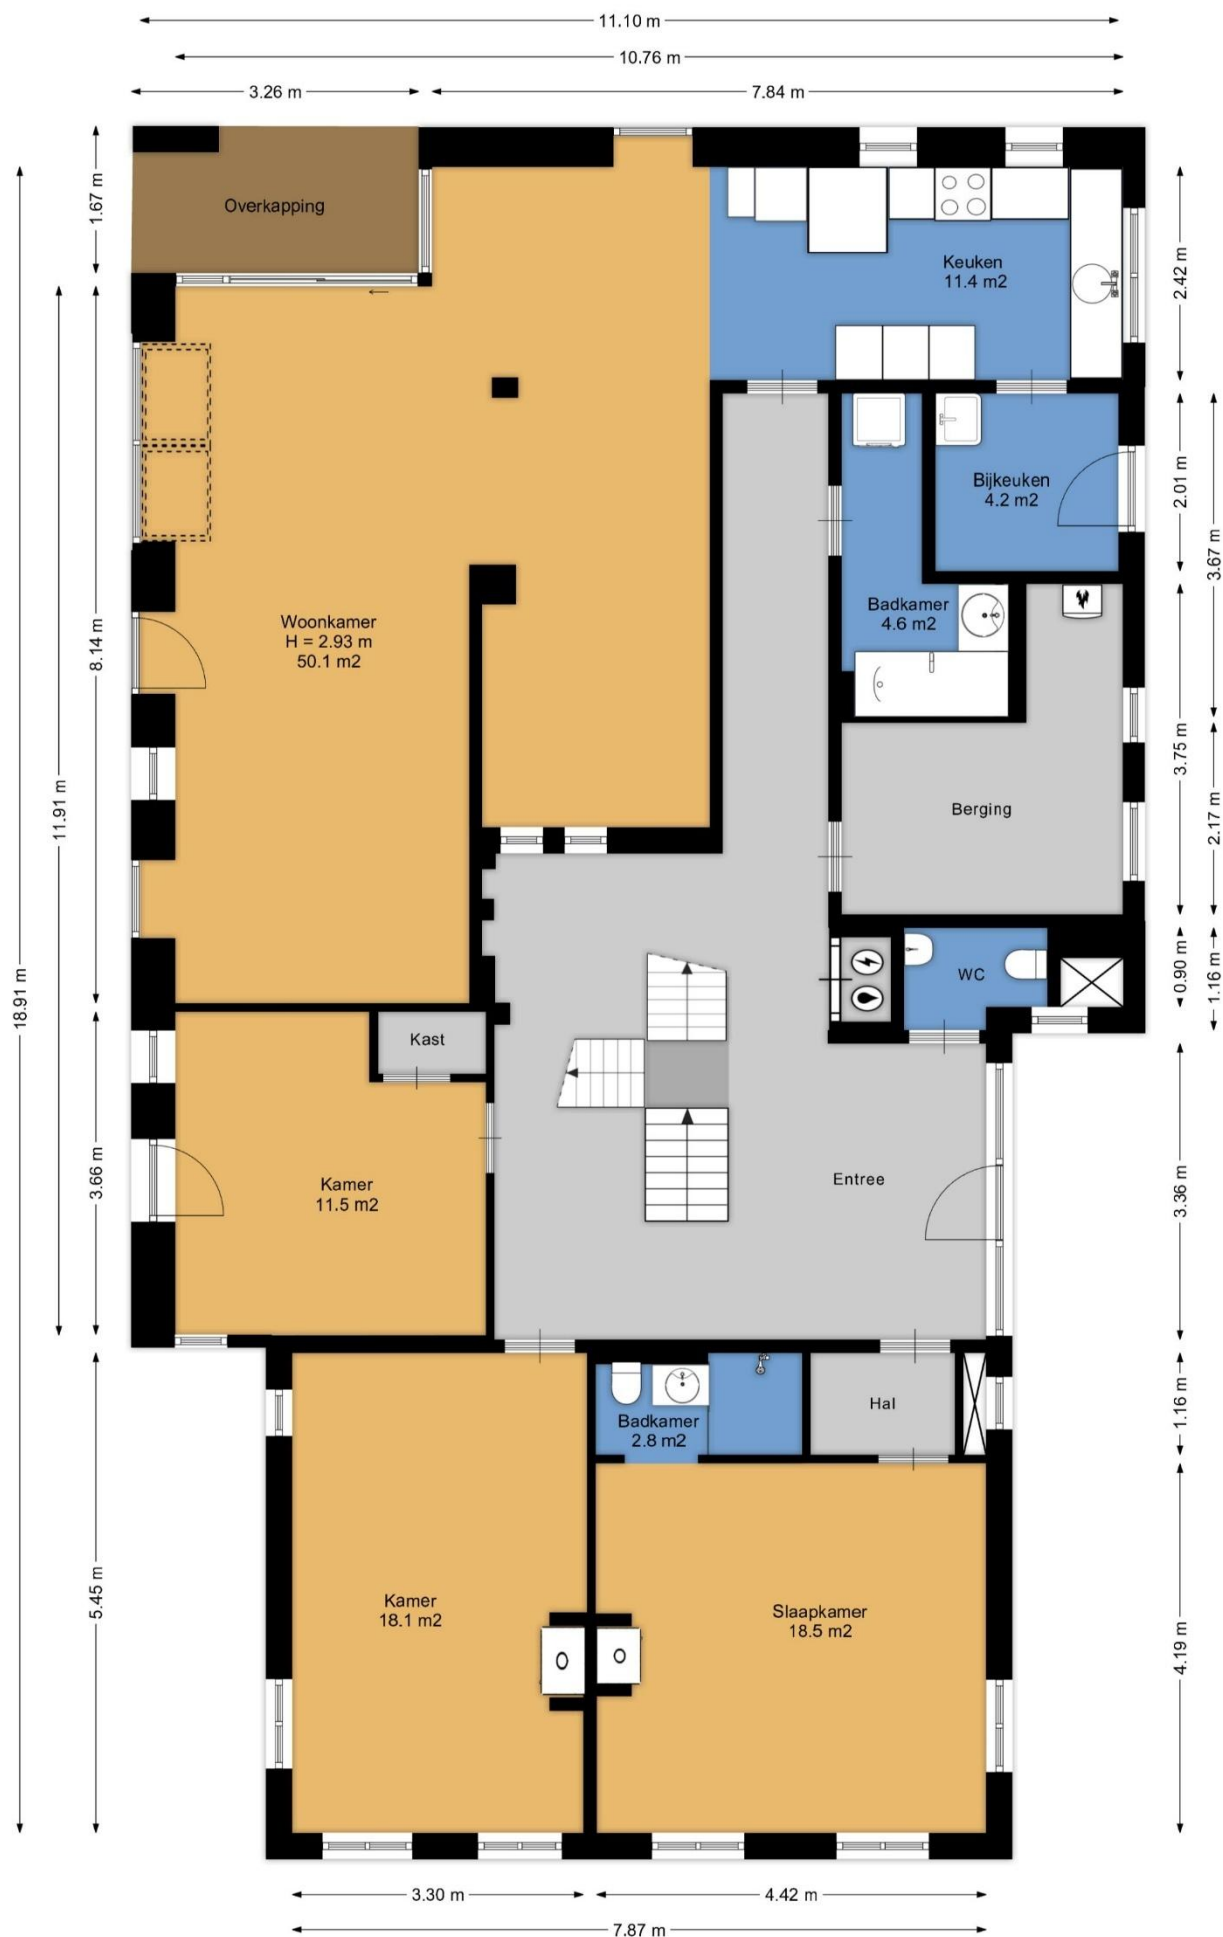 11.10 m
10.76 m
3.26 m
7.84 m
1.67 m
Overkapping
Keuken
11.4 m2
2.42 m
Bijkeuken
4.2 m2
2.01 m
3.67 m
Badkamer
4.6 m2
Woonkamer
H = 2.93 m
50.1 m2
8.14 m
11.91 m
18.91 m
3.75 m
2.17 m
Berging
WC
0.90 m
1.16 m
Kast
Kamer
11.5 m2
3.66 m
Entree
3.36 m
Hal
1.16 m
Badkamer
2.8 m2
Kamer
18.1 m2
Slaapkamer
18.5 m2
5.45 m
4.19 m
3.30 m
4.42 m
7.87 m